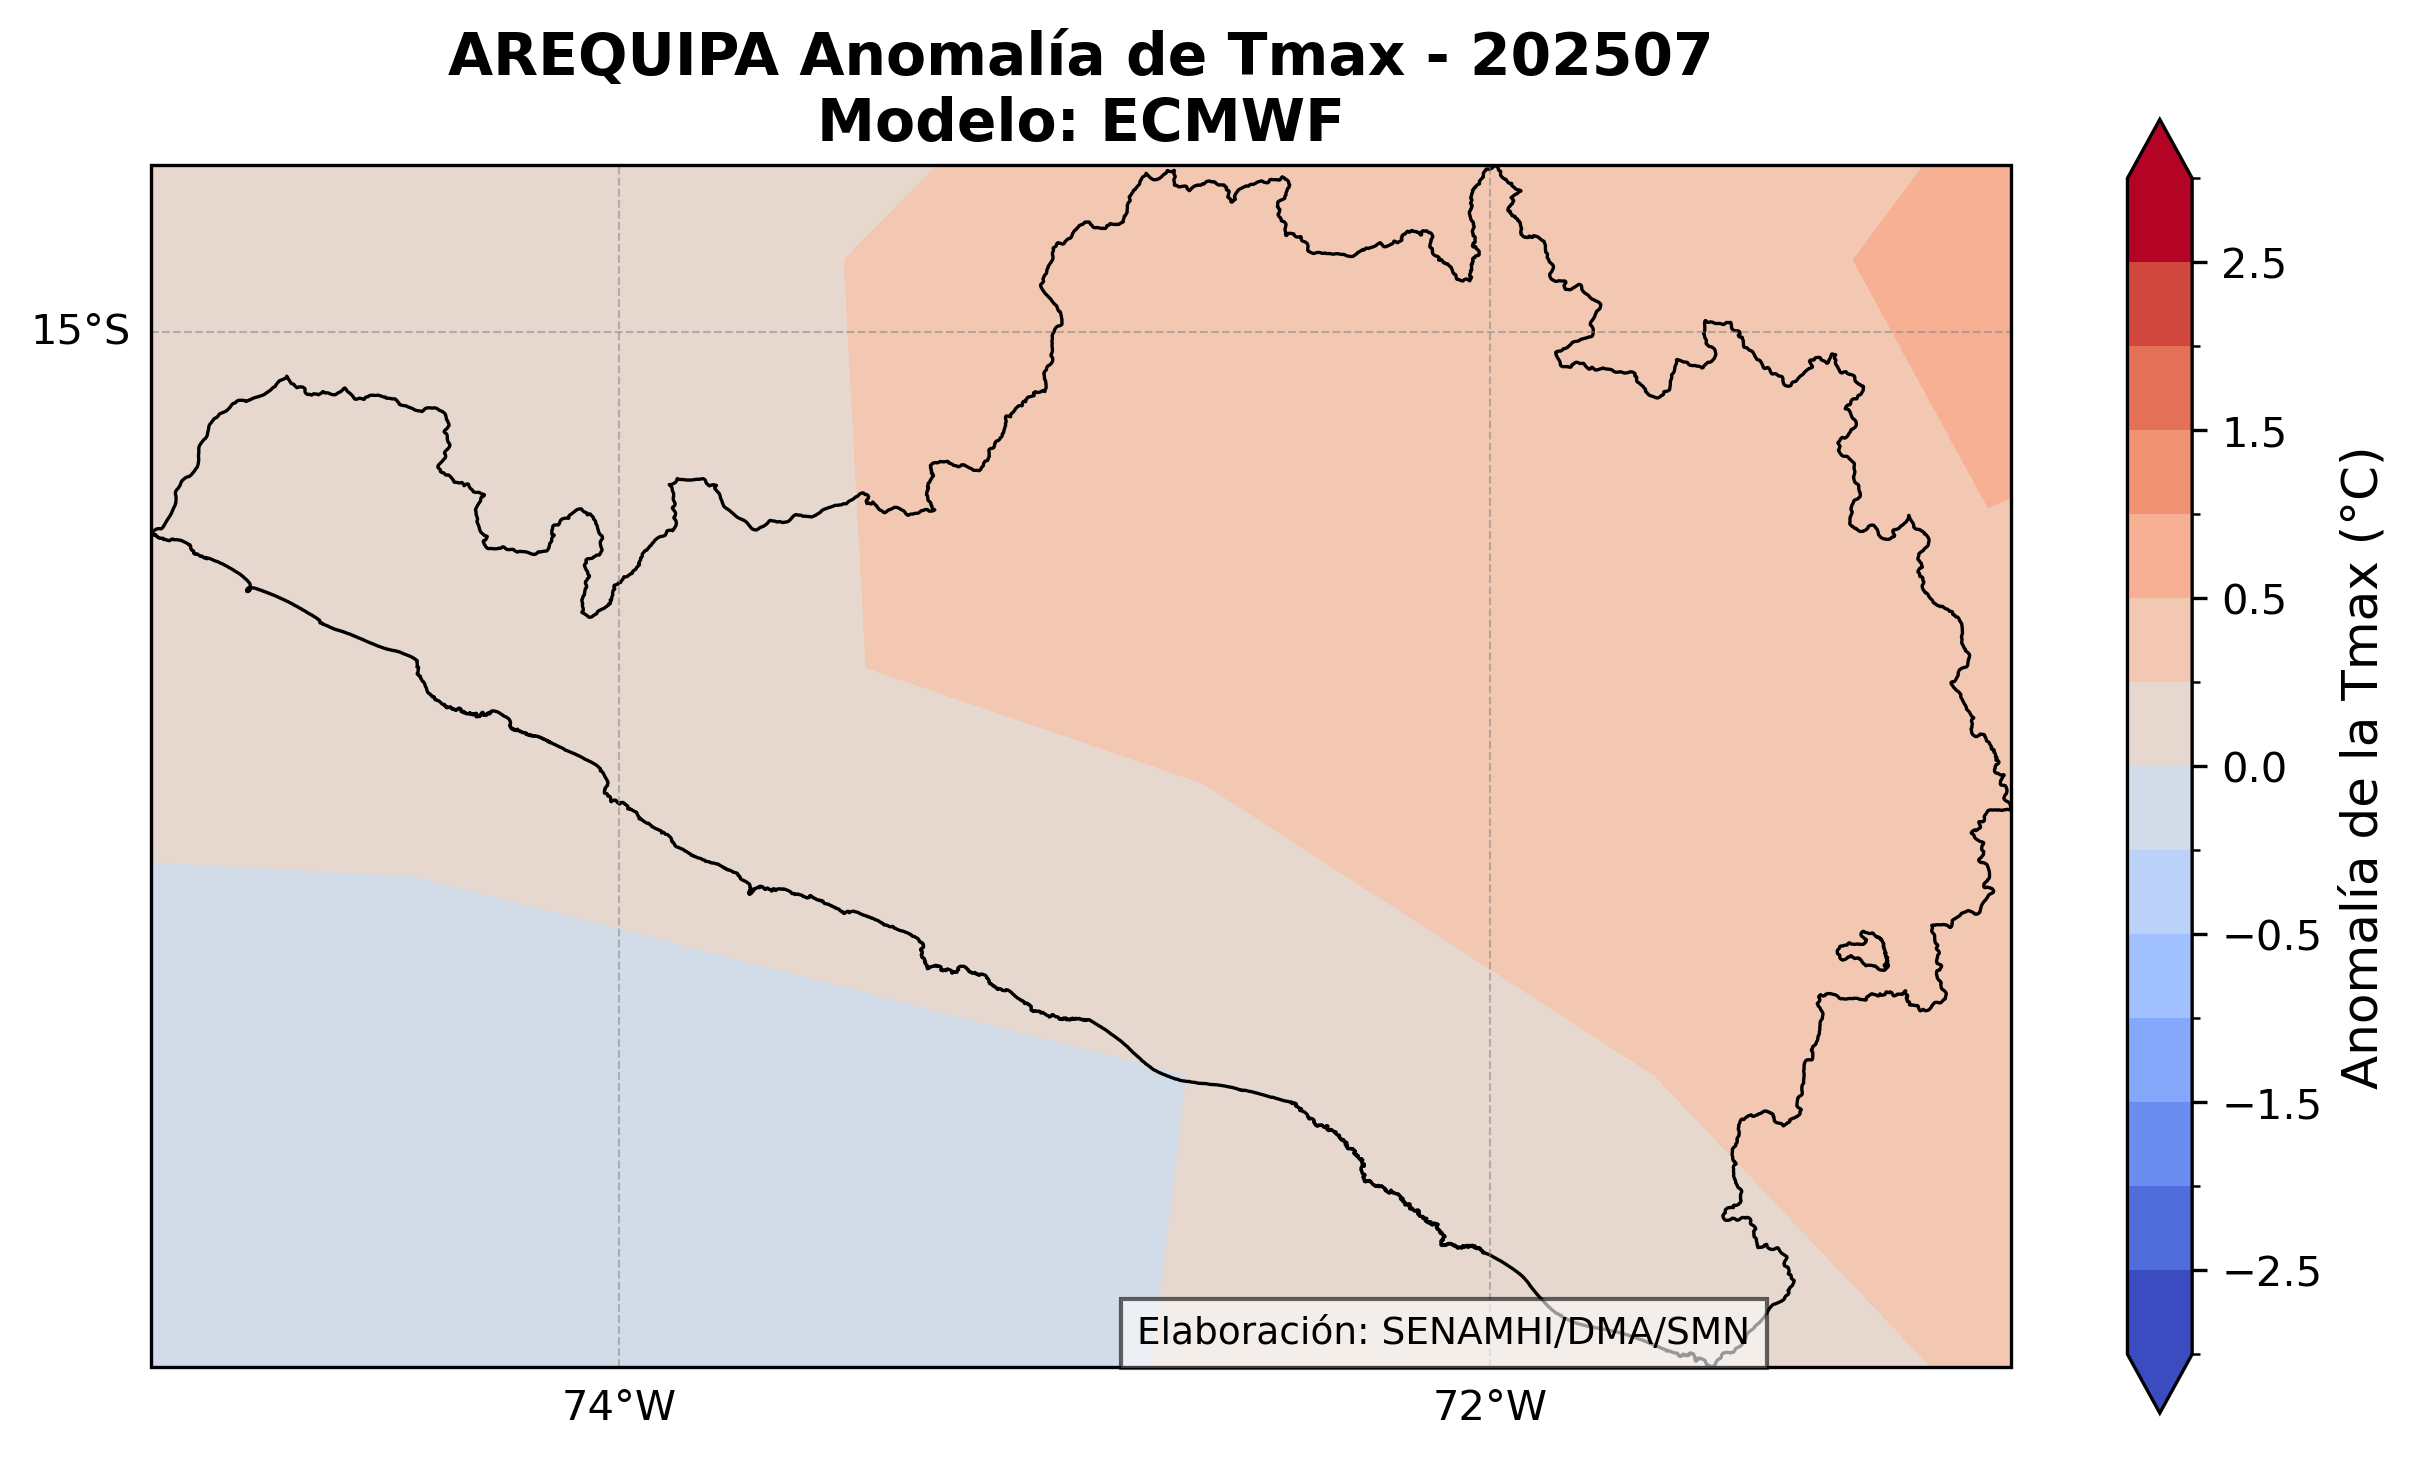 AREQUIPA Anomalía de Tmax - 202507
Modelo: ECMWF
15°S
74°W
72°W
Elaboración: SENAMHI/DMA/SMN
2.5
1.5
0.5
0.0
−0.5
−1.5
−2.5
Anomalía de la Tmax (°C)